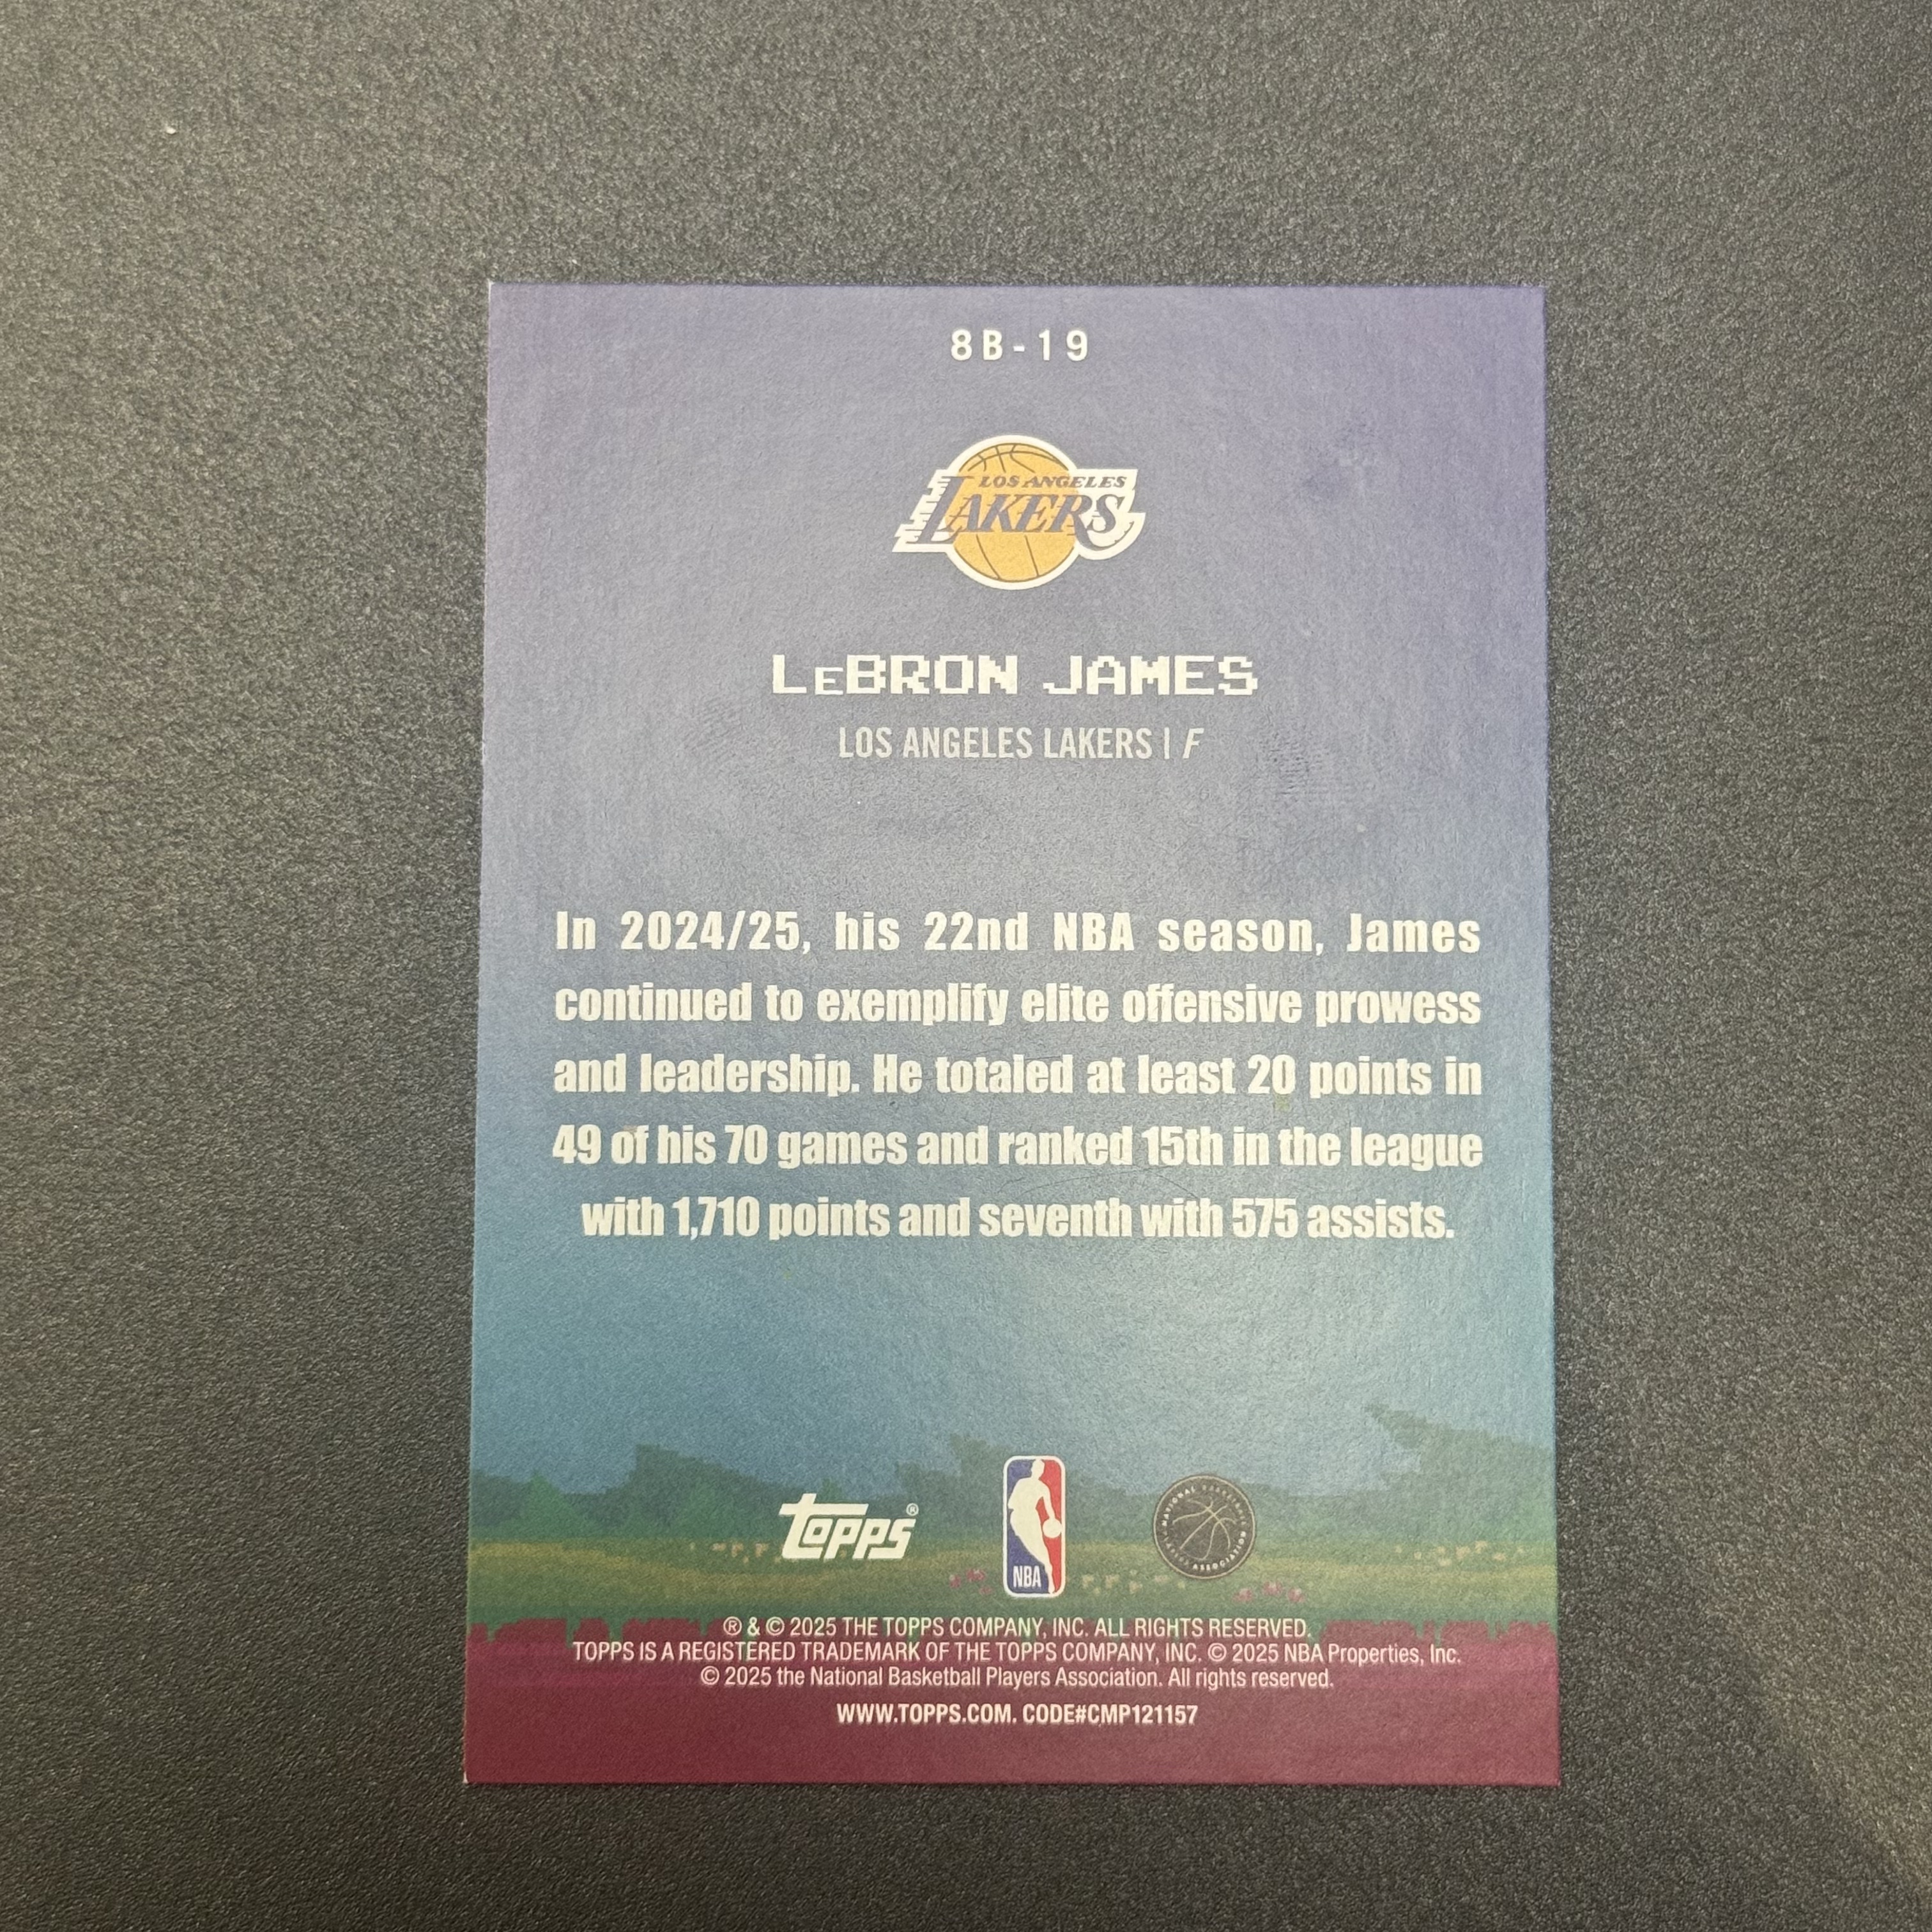 8B-19
LOS ANGELES
LAKERS
LeBRON JAMES
LOS ANGELES LAKERS | F
In 2024/25, his 22nd NBA season, James
continued to exemplify elite offensive prowess
and leadership. He totaled at least 20 points in
49 of his 70 games and ranked 15th in the league
with 1,710 points and seventh with 575 assists.
topps®
NBA
NATIONAL BASKETBALL
PLAYERS ASSOCIATION
® & © 2025 THE TOPPS COMPANY, INC. ALL RIGHTS RESERVED.
TOPPS IS A REGISTERED TRADEMARK OF THE TOPPS COMPANY, INC. © 2025 NBA Properties, Inc.
© 2025 the National Basketball Players Association. All rights reserved.
WWW.TOPPS.COM. CODE#CMP121157